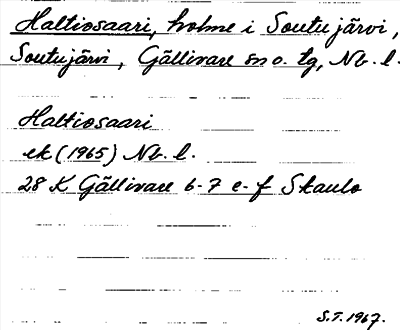 Haltiosaari, holme i Soutujärvi,
Soutujärvi, Gällivare sn o. tg, Nb. l.
Haltiosaari
ek (1965) Nb. l.
28 K Gällivare 6-7 e-f Skaulo
S.T. 1967.